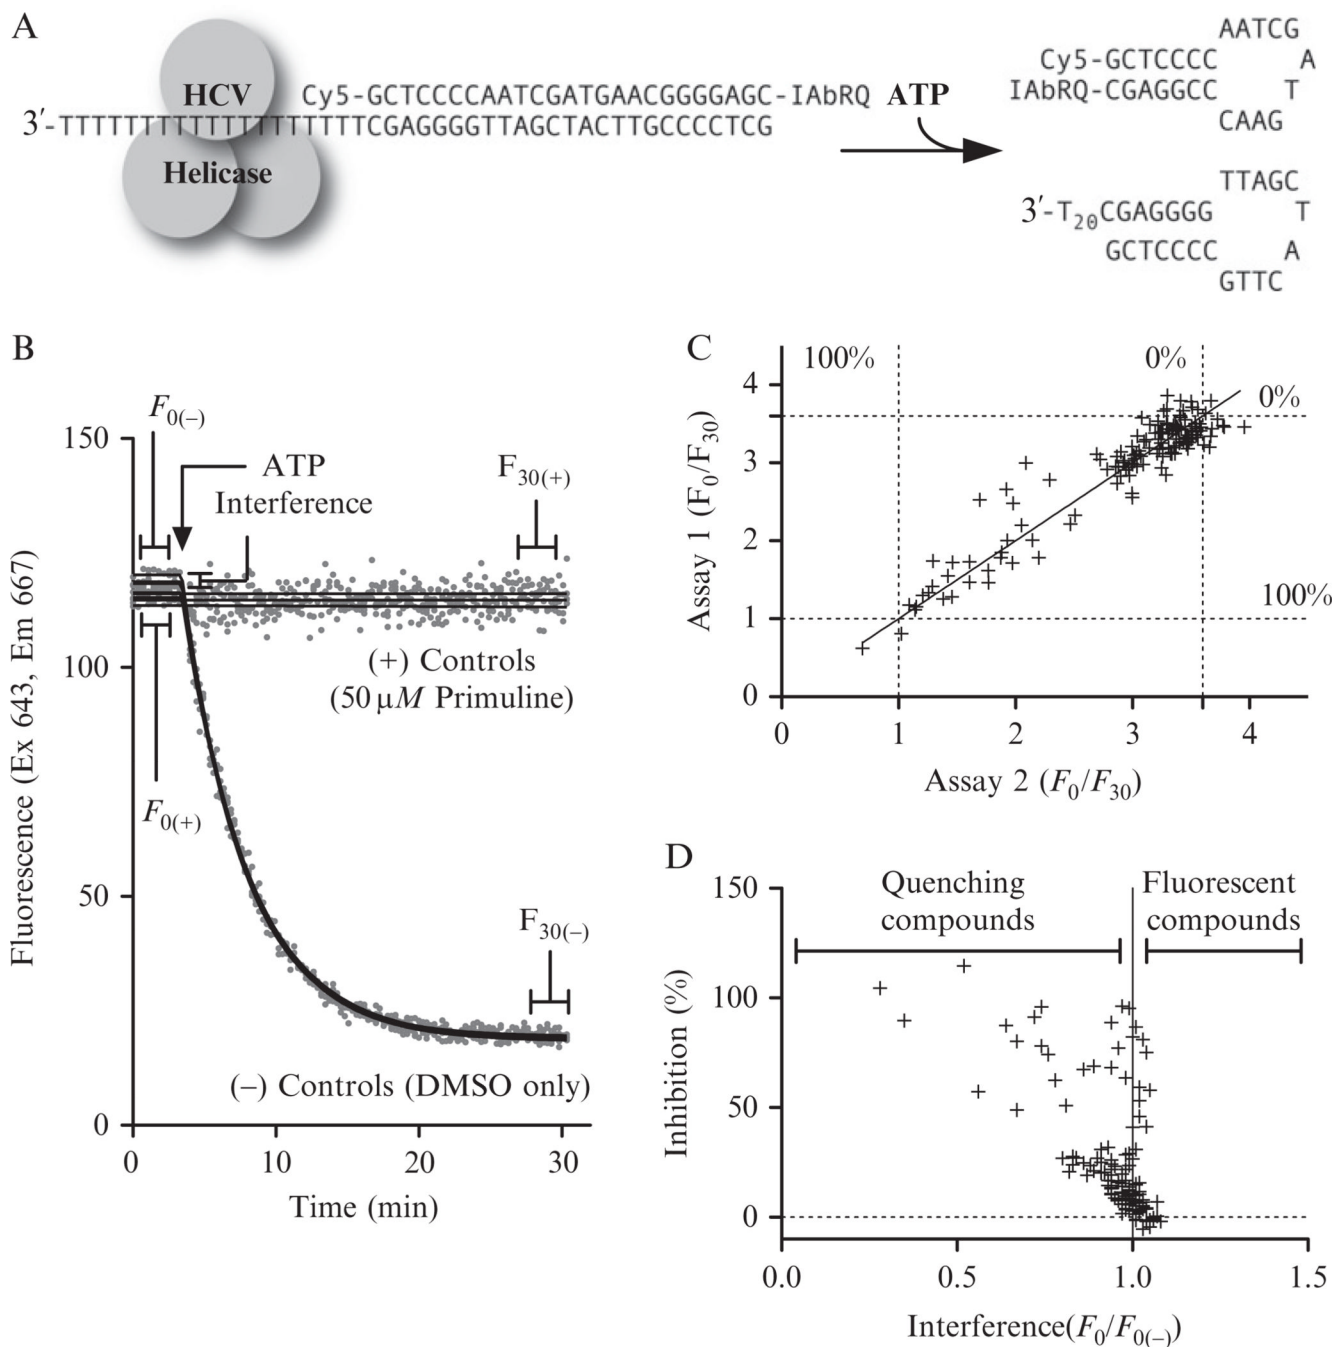 A
HCV
Helicase
Cy5-GCTCCCCAATCGATGAACGGGGAGC-IAbRQ
3′-TTTTTTTTTTTTTTTTTTTTCGAGGGGTTAGCTACTTGCCCCTCG
ATP
AATCG
Cy5-GCTCCCC A
IAbRQ-CGAGGCC T
CAAG
TTAGC
3′-T20CGAGGGG T
GCTCCCC A
GTTC
B
Fluorescence (Ex 643, Em 667)
150
100
50
0
F0(–)
ATP
Interference
F30(+)
(+) Controls
(50 μM Primuline)
F0(+)
F30(–)
(–) Controls (DMSO only)
0 10 20 30
Time (min)
C
Assay 1 (F0/F30)
100% 0%
0%
100%
4
3
2
1
0
0 1 2 3 4
Assay 2 (F0/F30)
D
Inhibition (%)
150
100
50
0
Quenching
compounds
Fluorescent
compounds
0.0 0.5 1.0 1.5
Interference(F0/F0(–))